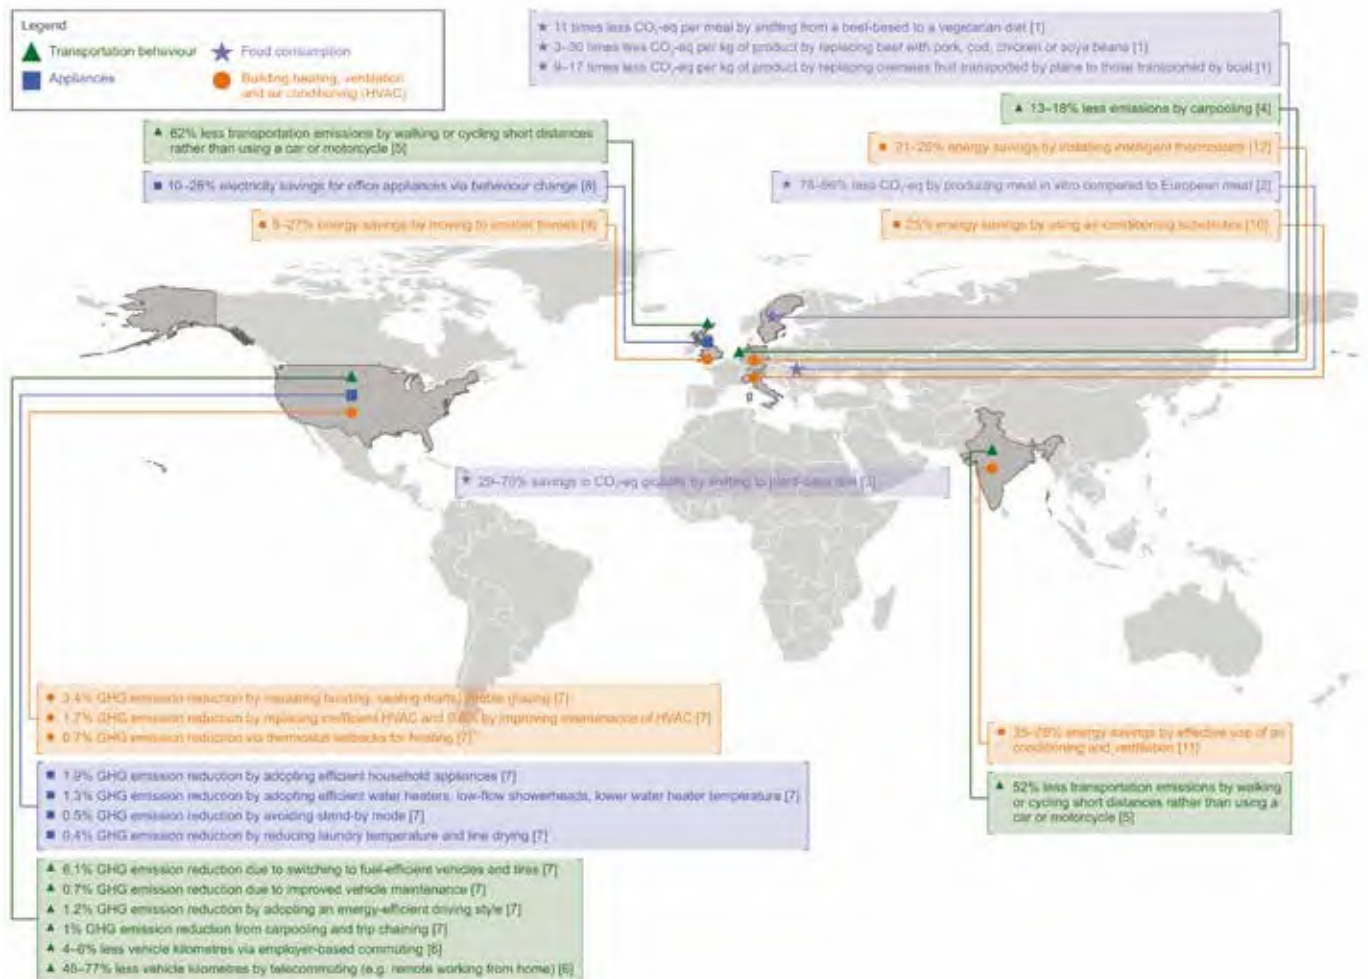 Legend
Transportation behaviour
Food consumption
Appliances
Building heating, ventilation
and air conditioning (HVAC)
11 times less CO₂-eq per meal by shifting from a beef-based to a vegetarian diet [1]
3–30 times less CO₂-eq per kg of product by replacing beef with pork, cod, chicken or soya beans [1]
9–17 times less CO₂-eq per kg of product by replacing overseas fruit transported by plane to those transported by boat [1]
13–18% less emissions by carpooling [4]
62% less transportation emissions by walking or cycling short distances
rather than using a car or motorcycle [5]
energy savings by installing intelligent thermostats [12]
electricity savings for office appliances via behaviour change [8]
less CO₂-eq by producing meat in vitro compared to European meat [2]
energy savings by moving to smaller homes [9]
25% energy savings by using air-conditioning substitutes [10]
29–70% savings in CO₂-eq globally by shifting to plant-based diet [3]
GHG emission reduction by insulating building, sealing drafts, double glazing [7]
1.7% GHG emission reduction by replacing inefficient HVAC and by improving maintenance of HVAC [7]
0.7% GHG emission reduction via thermostat setbacks for heating [7]
1.9% GHG emission reduction by adopting efficient household appliances [7]
1.3% GHG emission reduction by adopting efficient water heaters, low-flow showerheads, lower water heater temperature [7]
0.5% GHG emission reduction by avoiding stand-by mode [7]
0.4% GHG emission reduction by reducing laundry temperature and line drying [7]
energy savings by effective use of air
conditioning and ventilation [11]
52% less transportation emissions by walking
or cycling short distances rather than using a
car or motorcycle [5]
6.1% GHG emission reduction due to switching to fuel-efficient vehicles and tires [7]
0.7% GHG emission reduction due to improved vehicle maintenance [7]
1.2% GHG emission reduction by adopting an energy-efficient driving style [7]
1% GHG emission reduction from carpooling and trip chaining [7]
4–6% less vehicle kilometres via employer-based commuting [6]
less vehicle kilometres by telecommuting (e.g. remote working from home) [6]